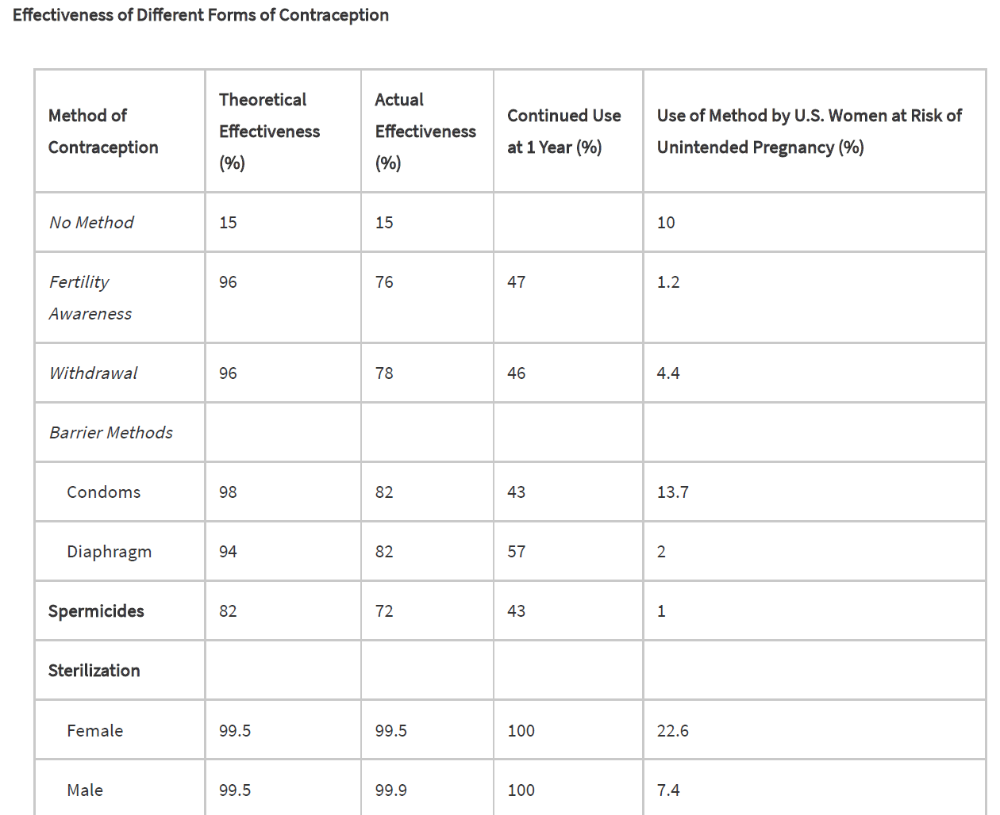 Effectiveness of Different Forms of Contraception
Method of Contraception | Theoretical Effectiveness (%) | Actual Effectiveness (%) | Continued Use at 1 Year (%) | Use of Method by U.S. Women at Risk of Unintended Pregnancy (%)
No Method | 15 | 15 | | 10
Fertility Awareness | 96 | 76 | 47 | 1.2
Withdrawal | 96 | 78 | 46 | 4.4
Barrier Methods
Condoms | 98 | 82 | 43 | 13.7
Diaphragm | 94 | 82 | 57 | 2
Spermicides | 82 | 72 | 43 | 1
Sterilization
Female | 99.5 | 99.5 | 100 | 22.6
Male | 99.5 | 99.9 | 100 | 7.4